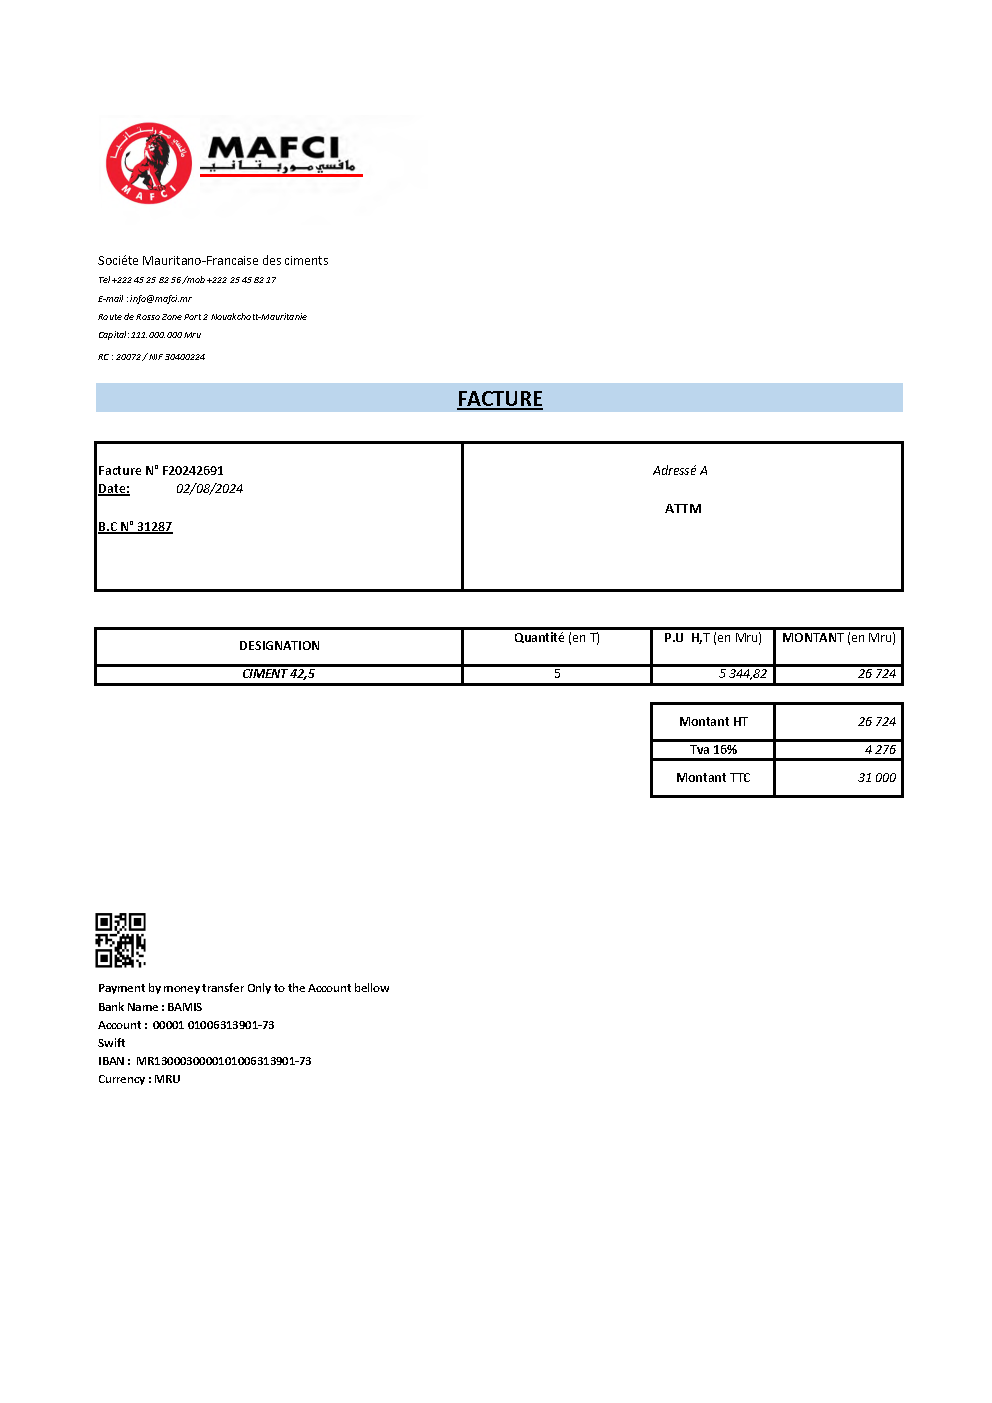 MAFCI
مافسي موريتانيا
مافسي موريتانيا
MAFCI
Sociéte Mauritano-Francaise des ciments
Tel +222 45 25 82 56 /mob +222 25 45 82 17
E-mail : info@mafci.mr
Route de Rosso Zone Port 2 Nouakchott-Mauritanie
Capital: 111.000.000 Mru
RC : 20072 / NIF 30400224
FACTURE
Facture N° F20242691
Date: 02/08/2024
B.C N° 31287
Adressé A
ATTM
DESIGNATION Quantité (en T) P.U H,T (en Mru) MONTANT (en Mru)
CIMENT 42,5 5 5 344,82 26 724
Montant HT 26 724
Tva 16% 4 276
Montant TTC 31 000
Payment by money transfer Only to the Account bellow
Bank Name : BAMIS
Account : 00001 01006313901-73
Swift
IBAN : MR1300030000101006313901-73
Currency : MRU